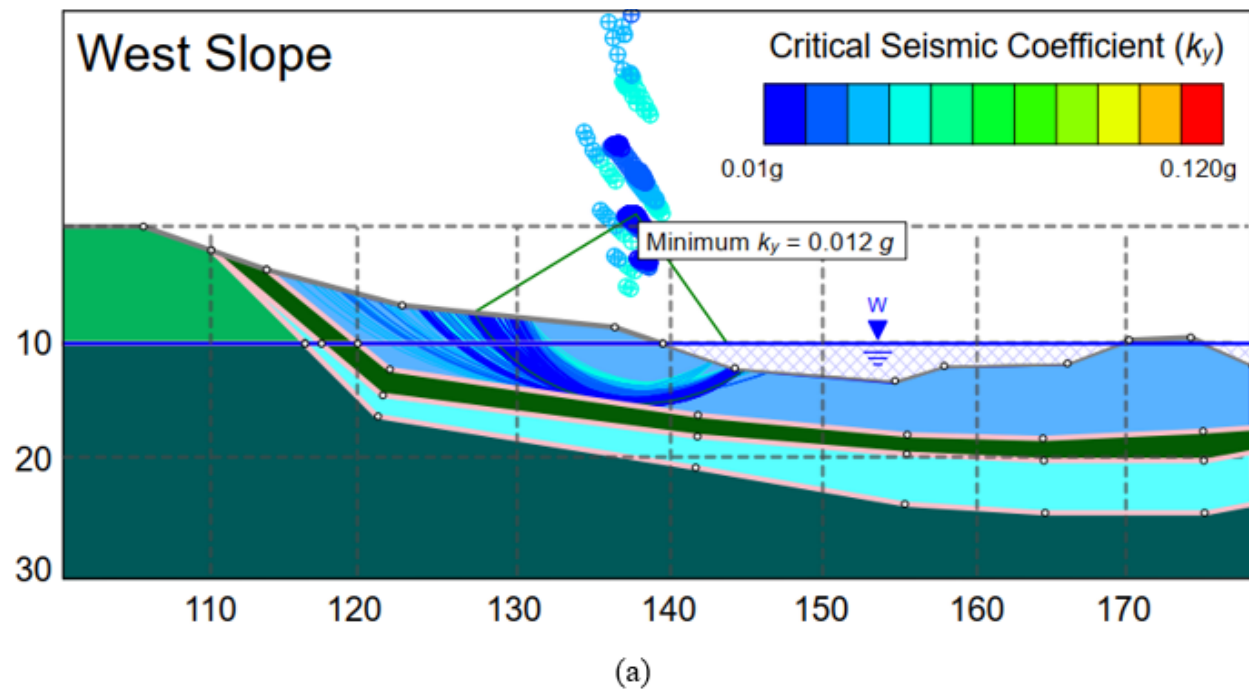 West Slope
Critical Seismic Coefficient (ky)
0.01g 0.120g
Minimum ky = 0.012 g
W
10
20
30
110 120 130 140 150 160 170
(a)